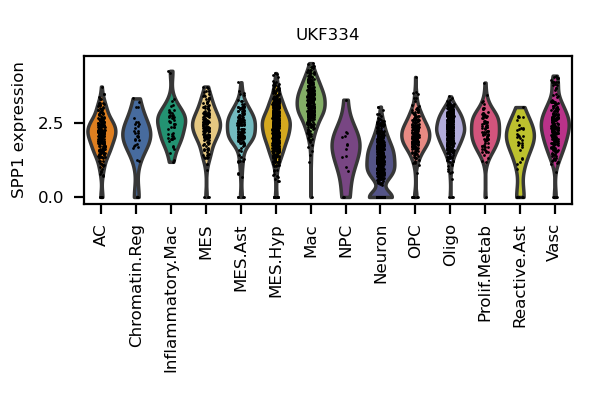 UKF334
SPP1 expression
2.5
0.0
AC
Chromatin.Reg
Inflammatory.Mac
MES
MES.Ast
MES.Hyp
Mac
NPC
Neuron
OPC
Oligo
Prolif.Metab
Reactive.Ast
Vasc